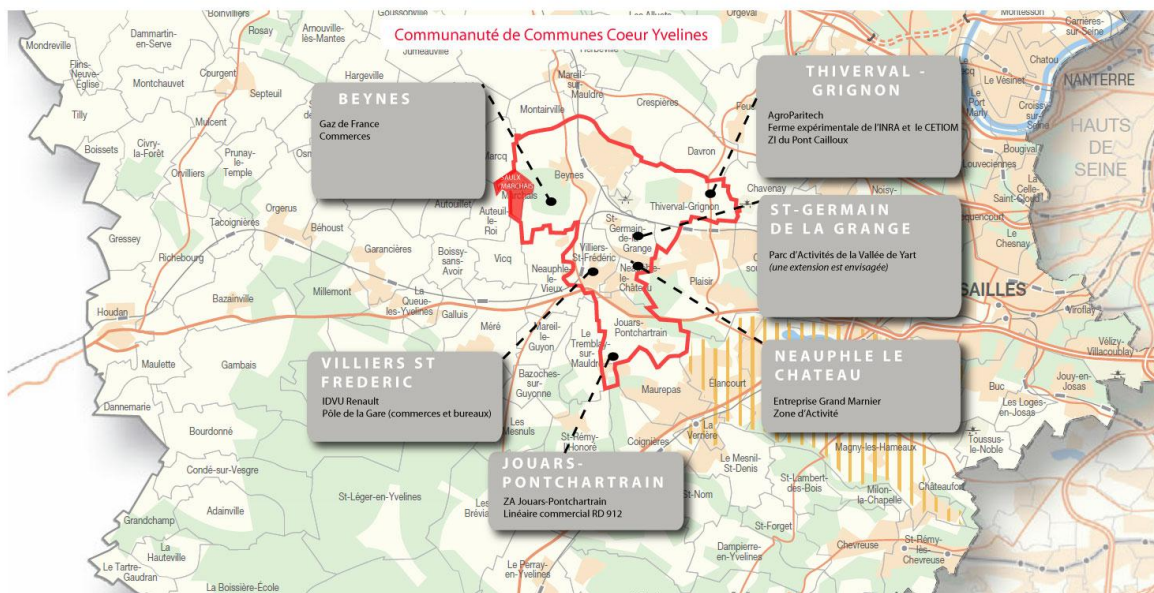 Communanuté de Communes Coeur Yvelines
BEYNES
Gaz de France
Commerces
THIVERVAL -
GRIGNON
AgroParitech
Ferme expérimentale de l'INRA et le CETIOM
ZI du Pont Cailloux
ST-GERMAIN
DE LA GRANGE
Parc d'Activités de la Vallée de Yart
(une extension est envisagée)
VILLIERS ST
FREDERIC
IDVU Renault
Pôle de la Gare (commerces et bureaux)
NEAUPHLE LE
CHATEAU
Entreprise Grand Marnier
Zone d'Activité
JOUARS-
PONTCHARTRAIN
ZA Jouars-Pontchartrain
Linéaire commercial RD 912
Boinvilliers
Rosay
Goussonville
Orgeval
Montesson
Carrières-
sur-Seine
Dammartin-
en-Serve
Arnouville-
lès-Mantes
Mondreville
Jumeauville
Herbeville
Flins-
Neuve-
Église
Longnes
Montchauvet
Courgent
Hargeville
Mareil-
sur-
Mauldre
Crespières
Chatou
Le Vésinet
NANTERRE
Le
Port
Marly
Croissy-
sur-
Seine
Tilly
Septeuil
Mulcent
Montainville
Boissets
Civry-
la-Forêt
Prunay-
le-
Temple
Orvilliers
Marcq
Beynes
Davron
Chavenay
Noisy-
Louveciennes
Bougival
La
Celle-
Saint-Cloud
HAUTS
DE
SEINE
Vaucresson
Le Chesnay
Thiverval-Grignon
Autouillet
Auteuil-
le-
Roi
St-
Germain-
de-la-
Grange
Orgerus
Tacoignières
Béhoust
Gressey
Richebourg
Garancières
Boissy-
sans-
Avoir
Vicq
Villiers-
St-Frédéric
Neauphle-
le-
Vieux
Neauphle-
le-
Château
Plaisir
Bazainville
Millemont
La
Queue-
les-Yvelines
Galluis
Méré
Mareil-
le-
Guyon
Le
Tremblay-
sur-
Mauldre
Jouars-
Pontchartrain
SAILLES
Viroflay
Vélizy-
Villacoublay
Houdan
Maulette
Gambais
Bazoches-
sur-
Guyonne
Maurepas
Élancourt
Buc
Jouy-en-
Josas
Les Loges-
en-Josas
Toussus-
le-Noble
Dannemarie
Bourdonné
Les
Mesnuls
St-Rémy-
l'Honoré
Coignières
La
Verrière
Magny-les-Hameaux
Châteaufort
Condé-sur-Vesgre
Adainville
St-Léger-en-Yvelines
Le Mesnil-
St-Denis
St-Lambert-
des-Bois
Milon-
la-Chapelle
Grandchamp
La
Hauteville
Le Tartre-
Gaudran
La Boissière-École
St-Forget
Dampierre-
en-Yvelines
Chevreuse
St-Rémy-
lès-
Chevreuse
Le Perray-
en-Yvelines